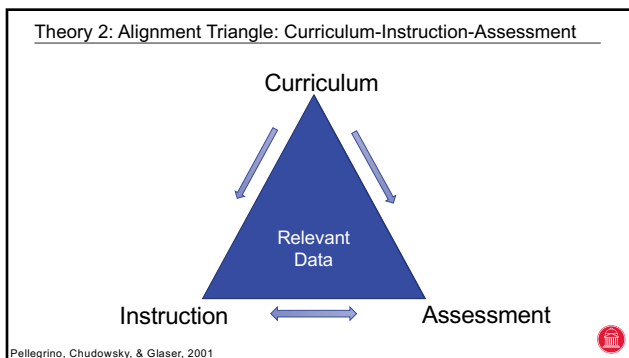 Theory 2: Alignment Triangle: Curriculum-Instruction-Assessment
Curriculum
Relevant
Data
Instruction
Assessment
Pellegrino, Chudowsky, & Glaser, 2001